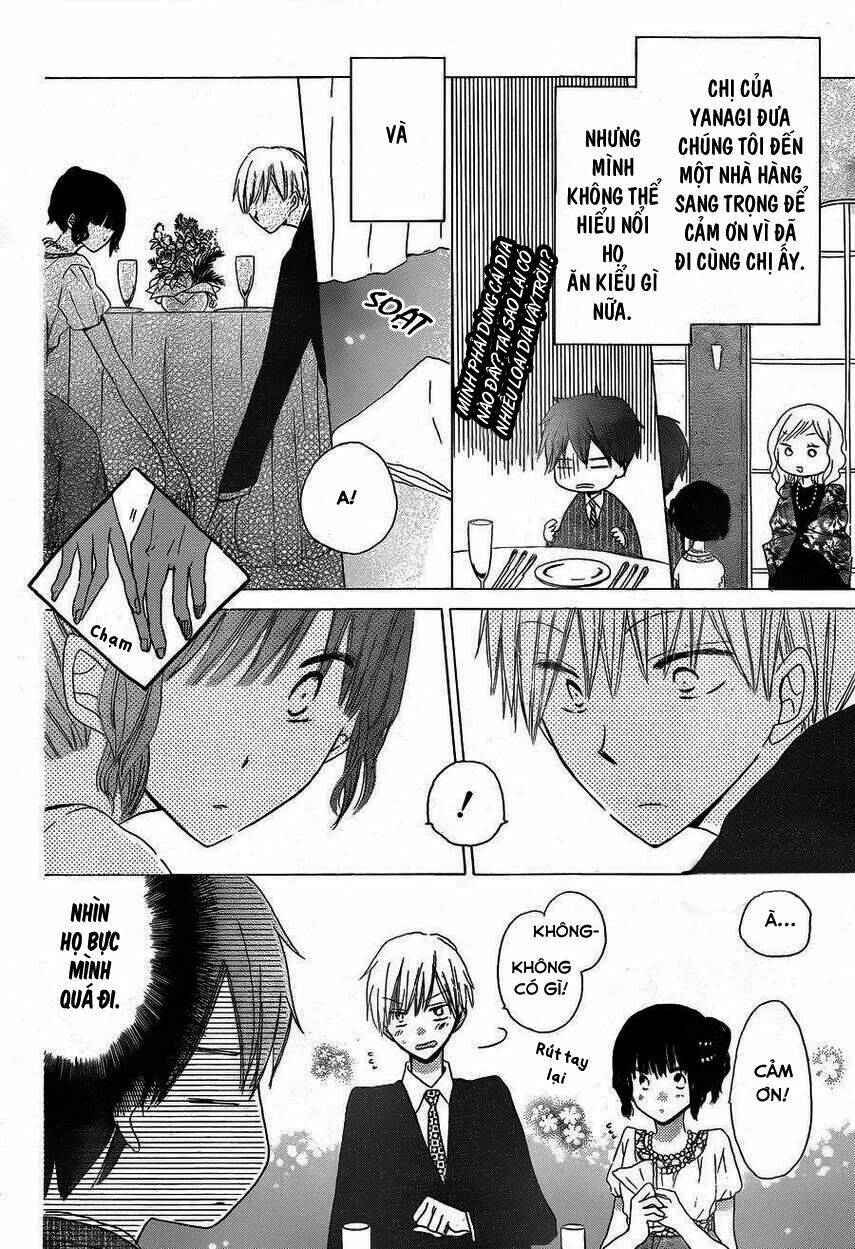 CHỊ CỦA
YANAGI ĐƯA
CHÚNG TÔI ĐẾN
MỘT NHÀ HÀNG
SANG TRỌNG ĐỂ
CẢM ƠN VÌ ĐÃ
ĐI CÙNG CHỊ ẤY.
NHƯNG
MÌNH
KHÔNG THỂ
HIỂU NỔI
HỌ
ĂN KIỂU GÌ
NỮA.
MÌNH PHẢI DÙNG CÁI DĨA
NÀO ĐÂY? TẠI SAO LẠI CÓ
NHIỀU LOẠI DĨA VẬY TRỜI?
VÀ
SOẠT
A!
Chạm
!
À...
CẢM
ƠN!
KHÔNG-
KHÔNG
CÓ GÌ!
Rút tay
lại
NHÌN
HỌ BỰC
MÌNH
QUÁ ĐI.